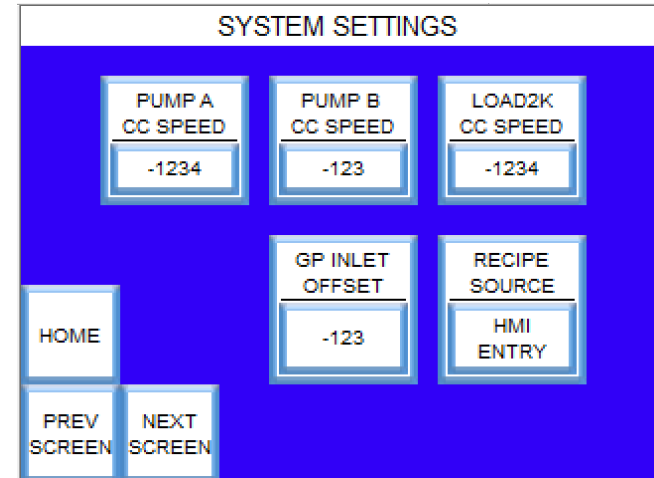 SYSTEM SETTINGS
PUMP A
CC SPEED
-1234
PUMP B
CC SPEED
-123
LOAD2K
CC SPEED
-1234
GP INLET
OFFSET
-123
RECIPE
SOURCE
HMI
ENTRY
HOME
PREV
SCREEN
NEXT
SCREEN